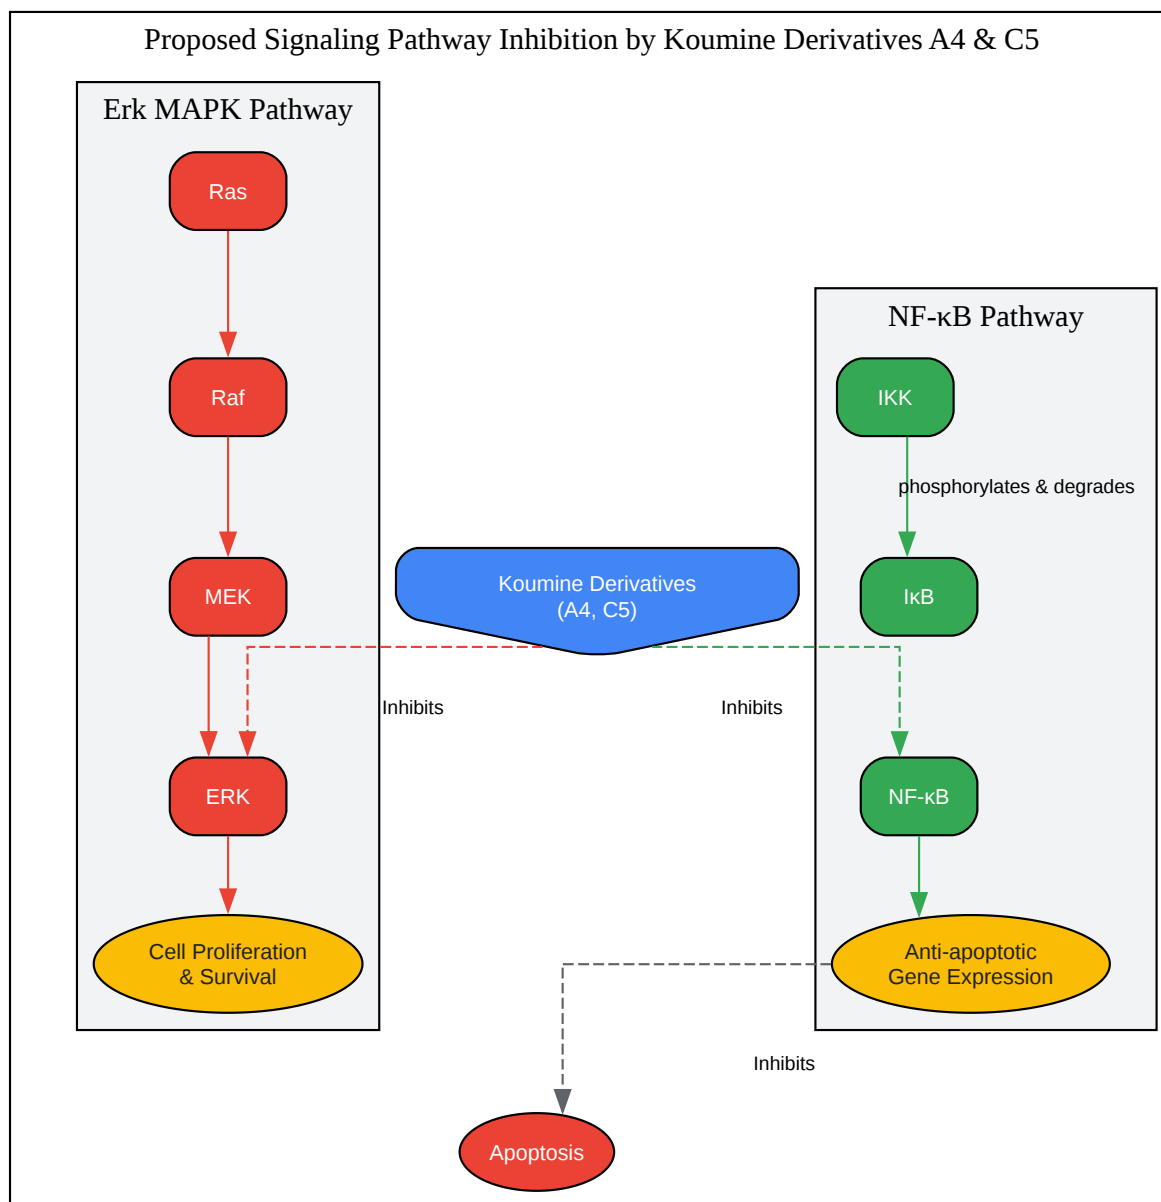 Proposed Signaling Pathway Inhibition by Koumine Derivatives A4 & C5
Erk MAPK Pathway
Ras
Raf
MEK
ERK
Cell Proliferation
& Survival
Koumine Derivatives
(A4, C5)
Inhibits
Inhibits
NF-κB Pathway
IKK
phosphorylates & degrades
IκB
NF-κB
Anti-apoptotic
Gene Expression
Inhibits
Apoptosis